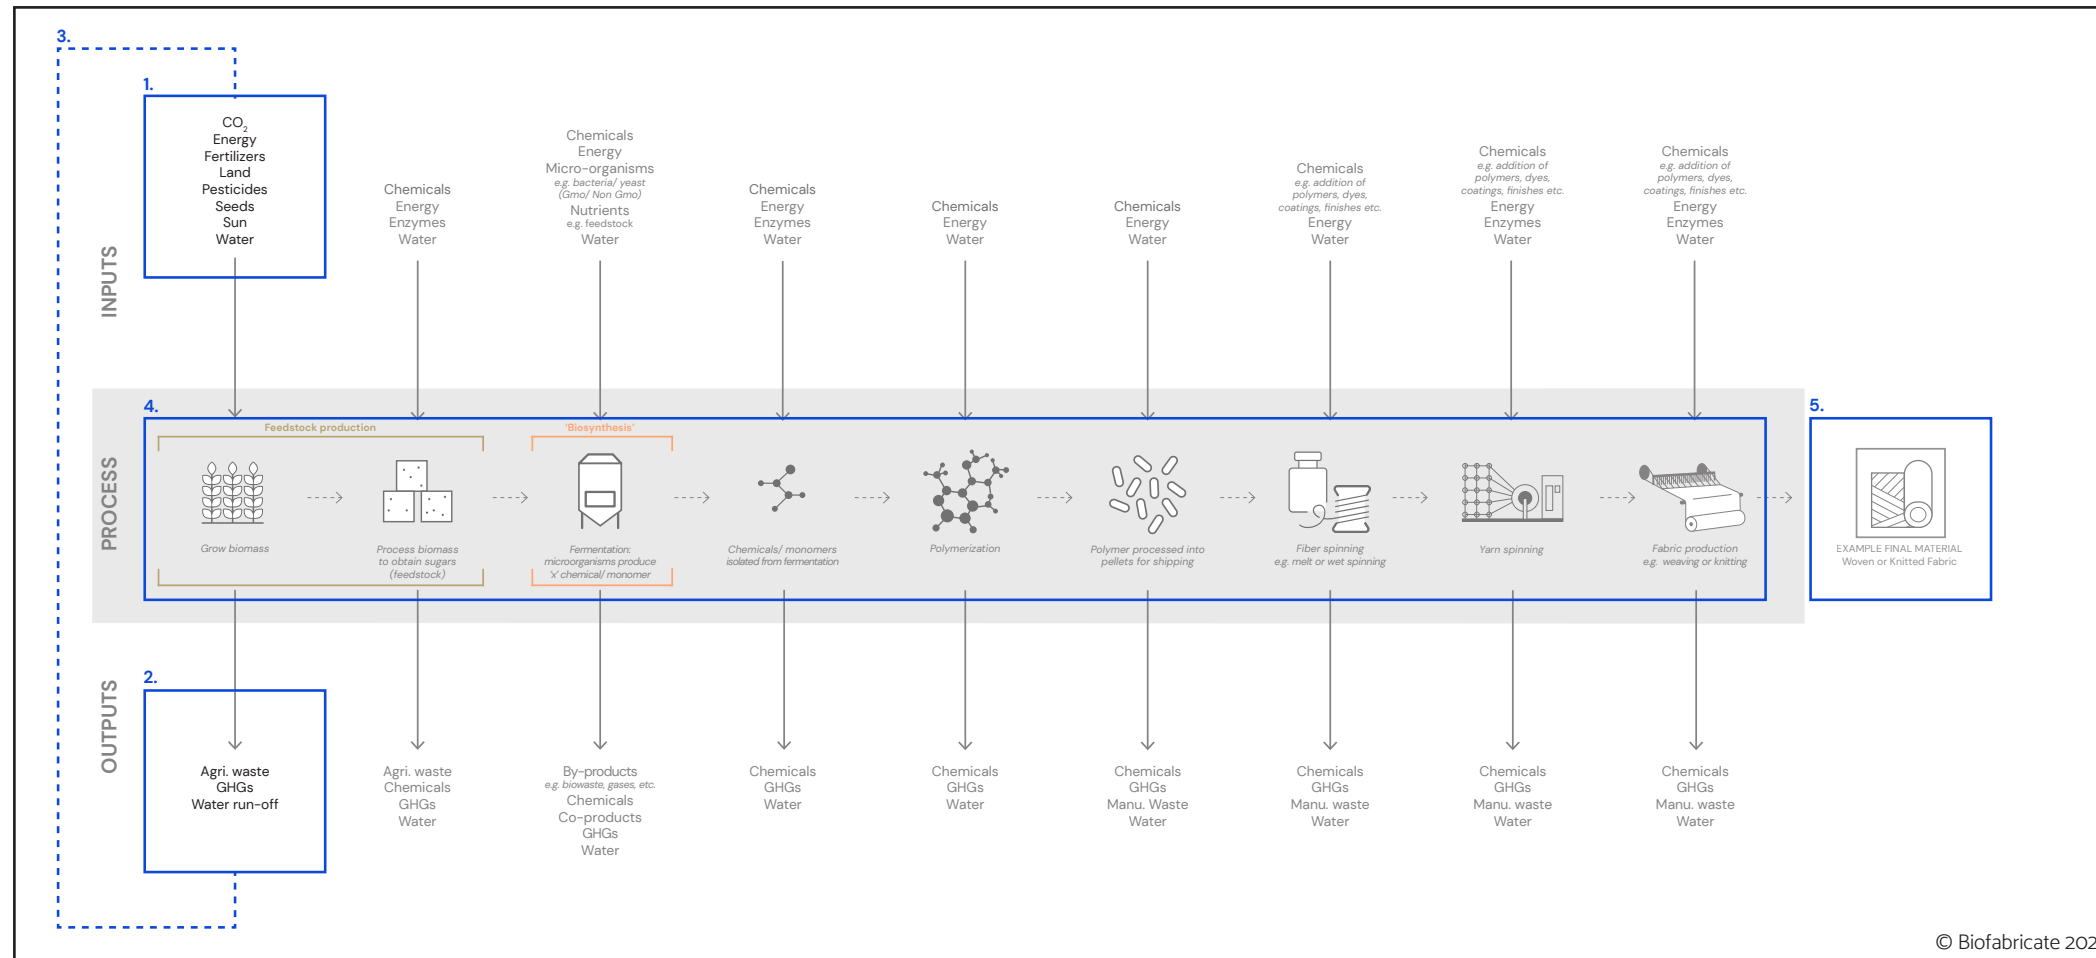 3.
1.
CO2
Energy
Fertilizers
Land
Pesticides
Seeds
Sun
Water
Chemicals
Energy
Enzymes
Water
Chemicals
Energy
Micro-organisms
e.g. bacteria/ yeast
(Gmo/ Non Gmo)
Nutrients
e.g. feedstock
Water
Chemicals
Energy
Enzymes
Water
Chemicals
Energy
Water
Chemicals
Energy
Water
Chemicals
e.g. addition of
polymers, dyes,
coatings, finishes etc.
Energy
Water
Chemicals
e.g. addition of
polymers, dyes,
coatings, finishes etc.
Energy
Enzymes
Water
Chemicals
e.g. addition of
polymers, dyes,
coatings, finishes etc.
Energy
Enzymes
Water
INPUTS
PROCESS
4.
Feedstock production
'Biosynthesis'
Grow biomass
Process biomass
to obtain sugars
(feedstock)
Fermentation:
microorganisms produce
'x' chemical/ monomer
Chemicals/ monomers
isolated from fermentation
Polymerization
Polymer processed into
pellets for shipping
Fiber spinning
e.g. melt or wet spinning
Yarn spinning
Fabric production
e.g. weaving or knitting
5.
EXAMPLE FINAL MATERIAL
Woven or Knitted Fabric
OUTPUTS
2.
Agri. waste
GHGs
Water run-off
Agri. waste
Chemicals
GHGs
Water
By-products
e.g. biowaste, gases, etc.
Chemicals
Co-products
GHGs
Water
Chemicals
GHGs
Water
Chemicals
GHGs
Water
Chemicals
GHGs
Manu. Waste
Water
Chemicals
GHGs
Manu. waste
Water
Chemicals
GHGs
Manu. waste
Water
Chemicals
GHGs
Manu. waste
Water
© Biofabricate 202